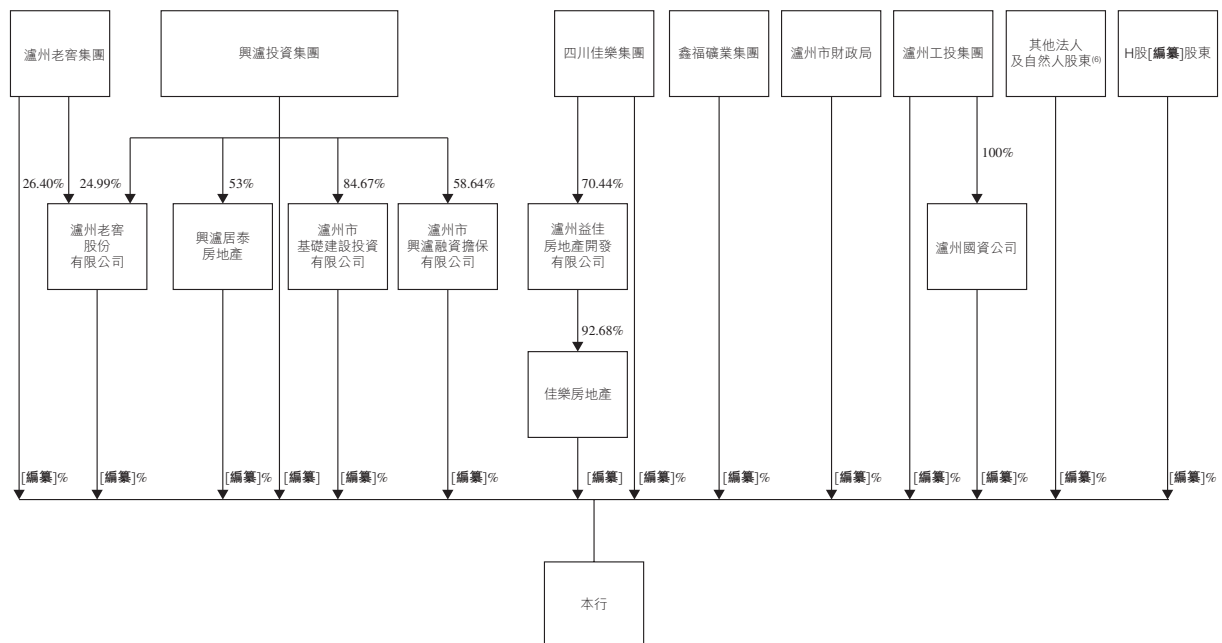 瀘州老窖集團
興瀘投資集團
四川佳樂集團
鑫福礦業集團
瀘州市財政局
瀘州工投集團
其他法人
及自然人股東(6)
H股[編纂]股東
26.40%
24.99%
53%
84.67%
58.64%
70.44%
100%
瀘州老窖
股份
有限公司
興瀘居泰
房地產
瀘州市
基礎建設投資
有限公司
瀘州市
興瀘融資擔保
有限公司
瀘州益佳
房地產開發
有限公司
瀘州國資公司
92.68%
佳樂房地產
[編纂]%
[編纂]%
[編纂]%
[編纂]
[編纂]%
[編纂]%
[編纂]
[編纂]%
[編纂]%
[編纂]%
[編纂]%
[編纂]%
[編纂]%
[編纂]%
本行